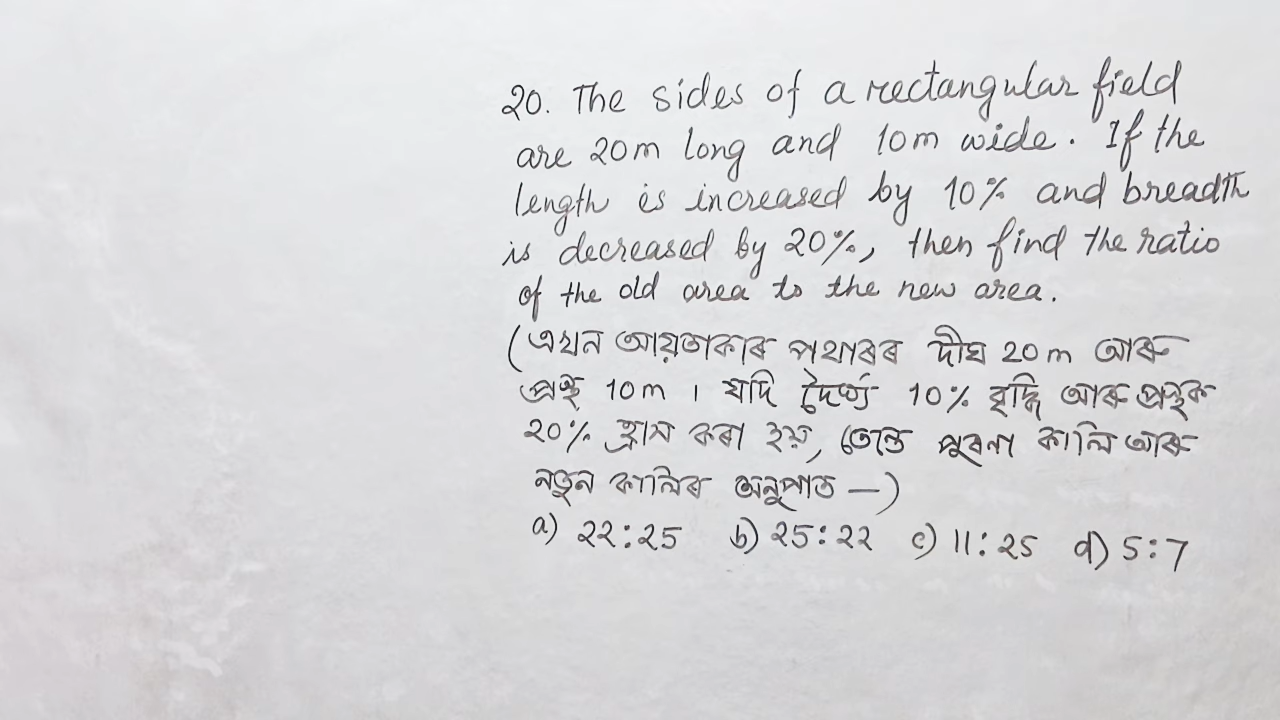 20. The sides of a rectangular field
are 20m long and 10m wide. If the
length is increased by 10% and breadth
is decreased by 20%, then find the ratio
of the old area to the new area.
(এখন আয়তাকাৰ পথাৰৰ দীঘ 20m আৰু
প্ৰস্থ 10m । যদি দৈৰ্ঘ্য 10% বৃদ্ধি আৰু প্ৰস্থক
20% হ্ৰাস কৰা হয়, তেন্তে পুৰণা কালি আৰু
নতুন কালিৰ অনুপাত —)
a) 22:25 b) 25:22 c) 11:25 d) 5:7